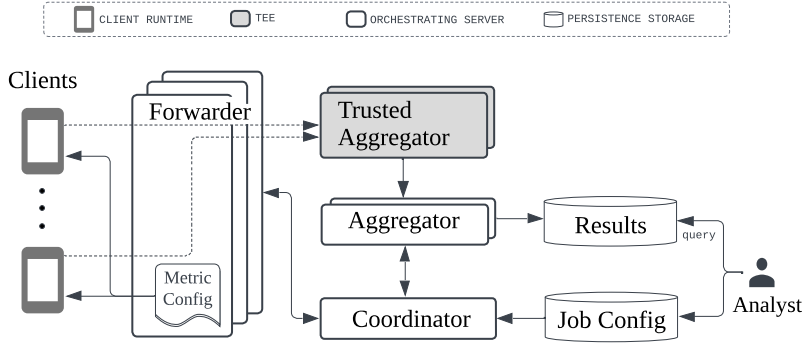 CLIENT RUNTIME
TEE
ORCHESTRATING SERVER
PERSISTENCE STORAGE
Clients
Forwarder
Trusted
Aggregator
Aggregator
Results
query
Metric
Config
Analyst
Coordinator
Job Config